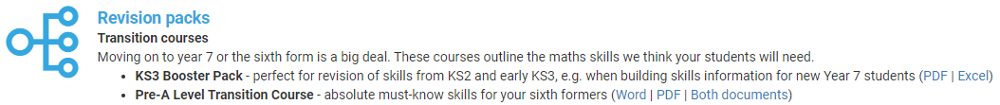 Revision packs
Transition courses
Moving on to year 7 or the sixth form is a big deal. These courses outline the maths skills we think your students will need.
• KS3 Booster Pack - perfect for revision of skills from KS2 and early KS3, e.g. when building skills information for new Year 7 students (PDF | Excel)
• Pre-A Level Transition Course - absolute must-know skills for your sixth formers (Word | PDF | Both documents)